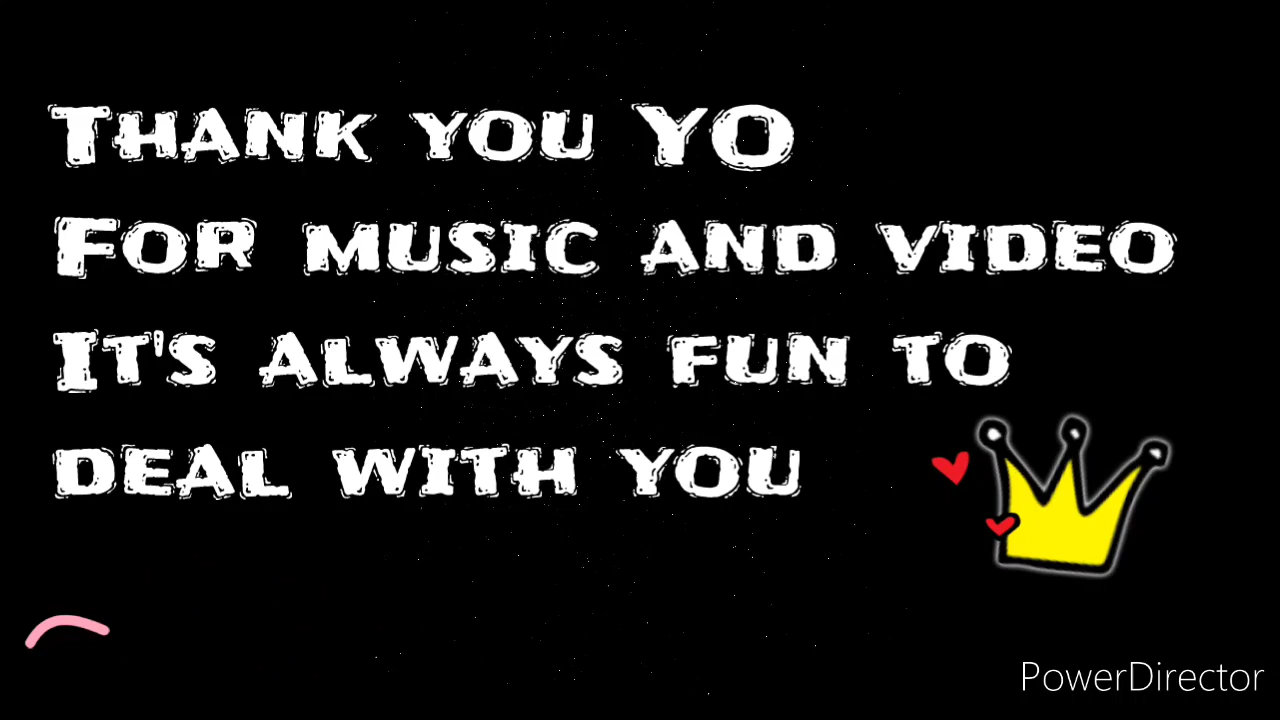 Thank you YO
For music and video
It's always fun to
deal with you
PowerDirector